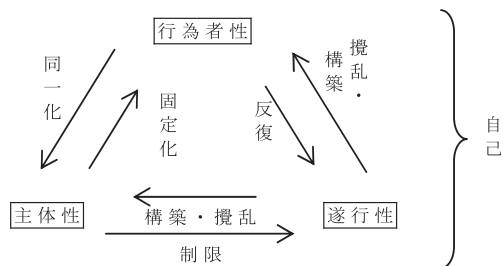 行為者性
同一化
固定化
反復
構築・
攪乱・
自己
主体性
構築・攪乱
制限
遂行性